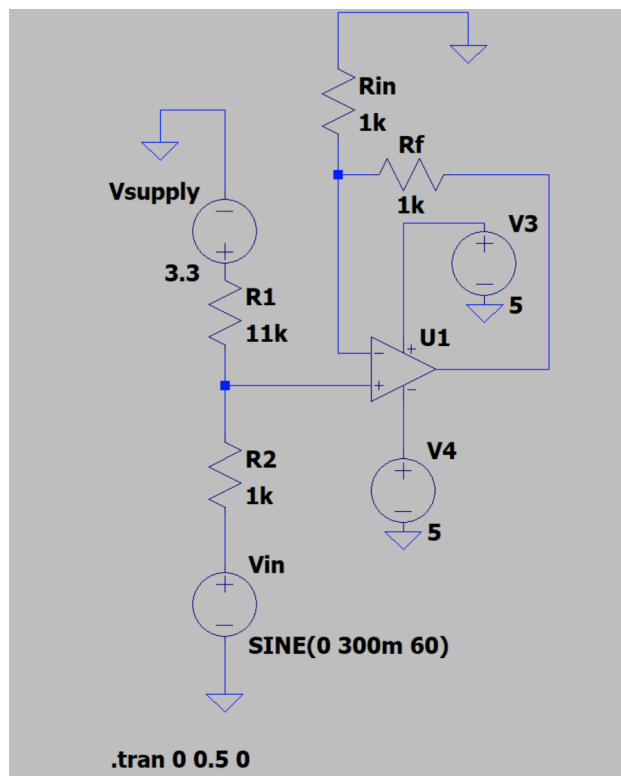 Rin
1k
Rf
1k
Vsupply
3.3
V3
5
R1
11k
U1
R2
1k
V4
5
Vin
SINE(0 300m 60)
.tran 0 0.5 0